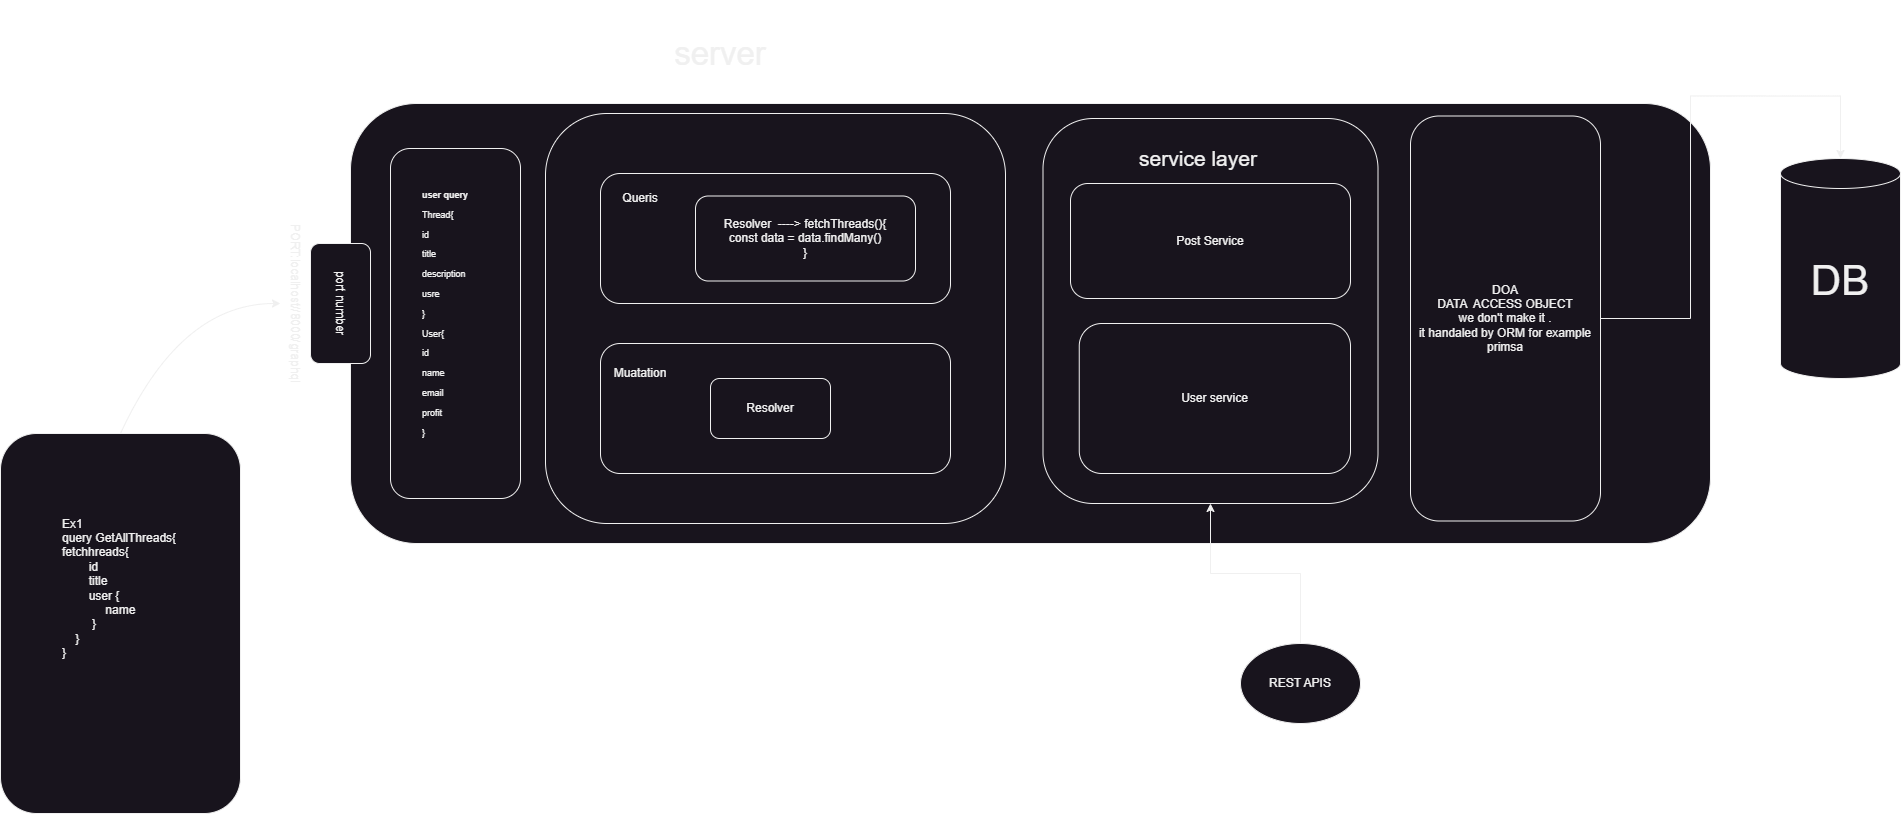 server
PORT:localhost//8000/graphql
port number
user query
Thread{
id
title
description
usre
}
User{
id
name
email
profit
}
Queris
Resolver ----> fetchThreads(){
const data = data.findMany()
}
Muatation
Resolver
service layer
Post Service
User service
DOA
DATA ACCESS OBJECT
we don't make it .
it handaled by ORM for example
primsa
DB
Ex1
query GetAllThreads{
fetchhreads{
id
title
user {
name
}
}
}
REST APIS